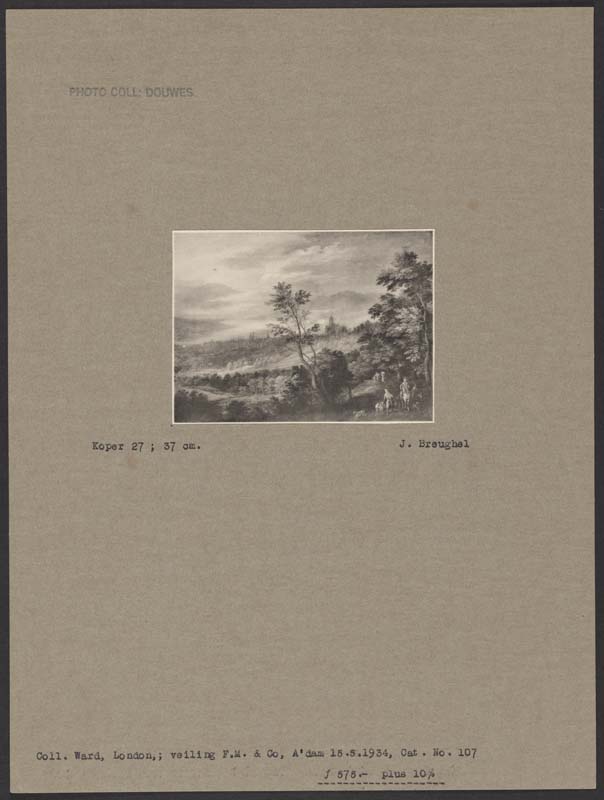 PHOTO COLL: DOUWES.
Koper 27 ; 37 cm.
J. Breughel
Coll. Ward, London,; veiling F.M. & Co, A'dam 15.5.1934, Cat. No. 107
ƒ 575.- plus 10%